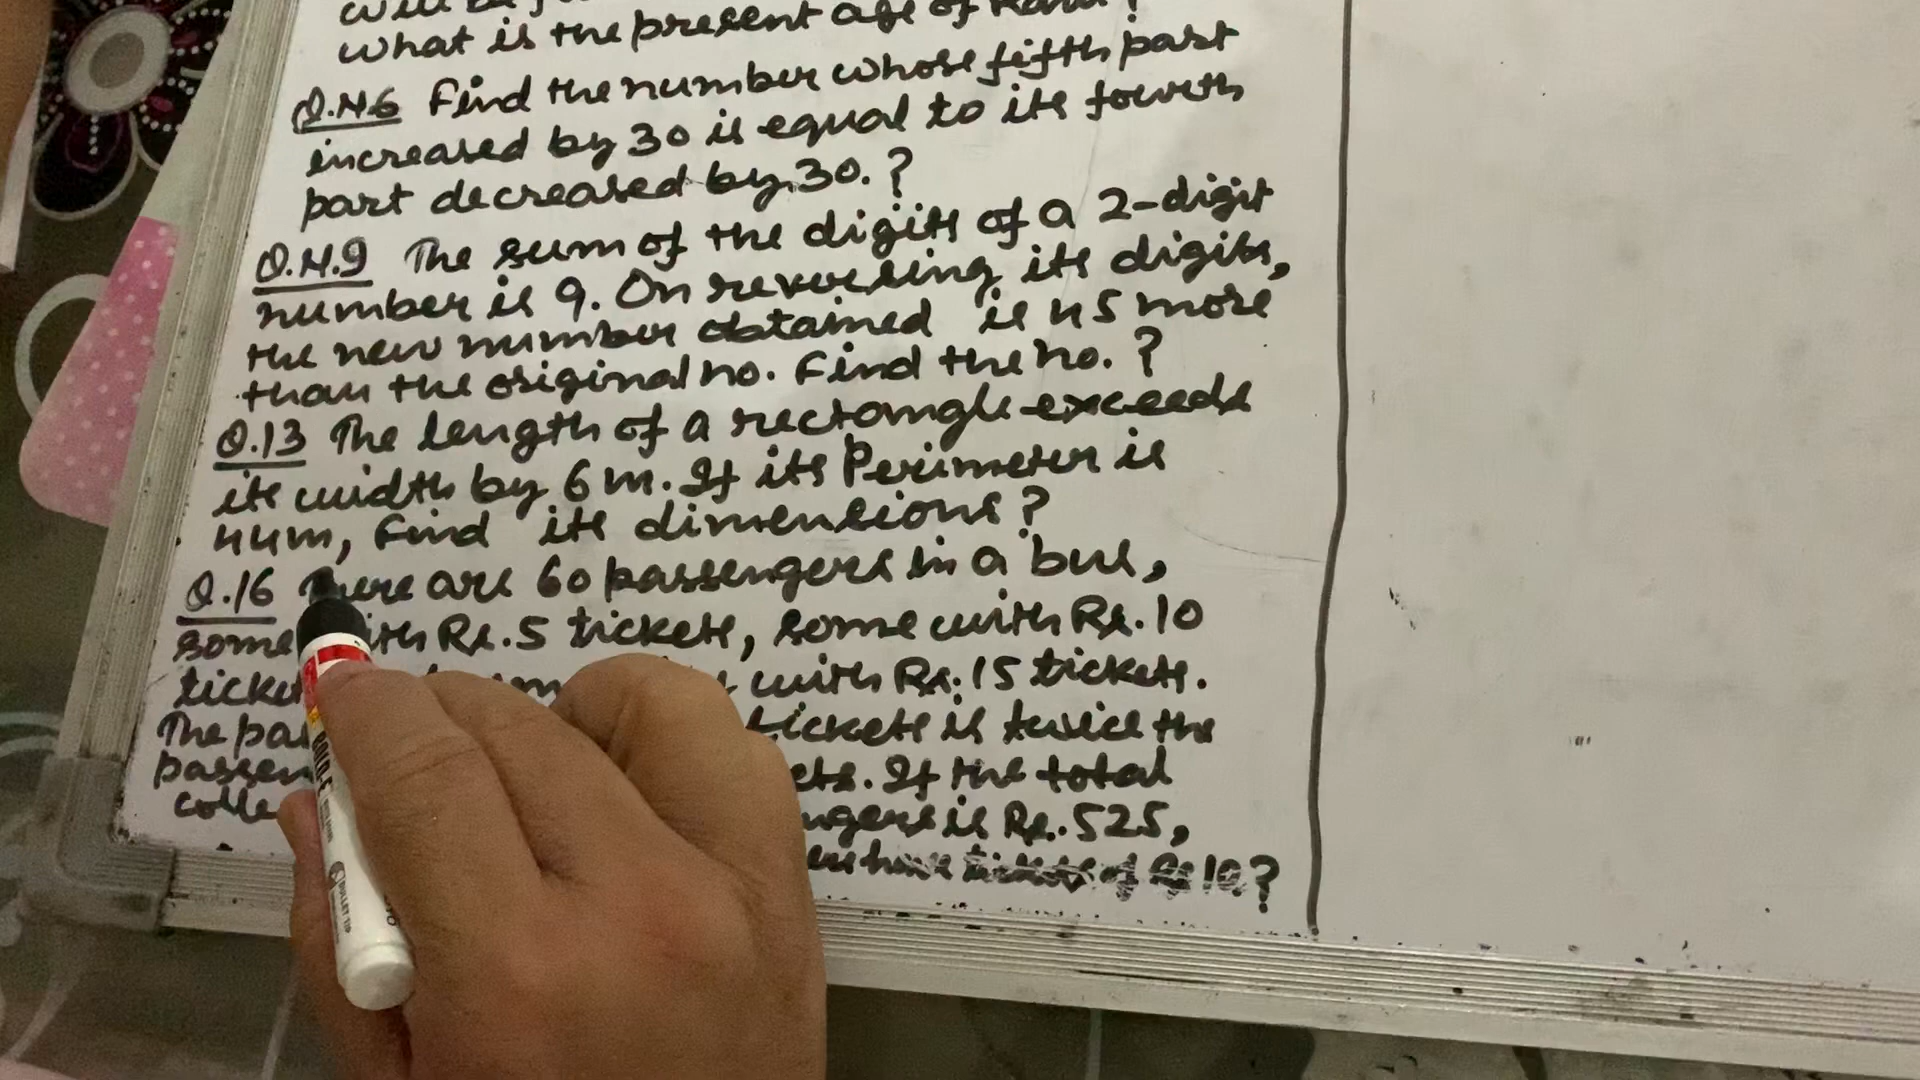 what is the present age of
Q.N.6 Find the number whose fifth part
increased by 30 is equal to its fourth
part decreased by 30. ?
Q.N.9 The sum of the digits of a 2-digit
number is 9. On reversing its digits,
the new number obtained is 45 more
than the original no. Find the no. ?
Q.13 The length of a rectangle exceeds
its width by 6 m. If its Perimeter is
44m, Find its dimensions?
Q.16 There are 60 passengers in a bus,
some with Rs. 5 tickets, some with Rs. 10
with Rs. 15 tickets.
The tickets is twice the
If the total
is Rs. 525,
have tickets of Rs 10. ?